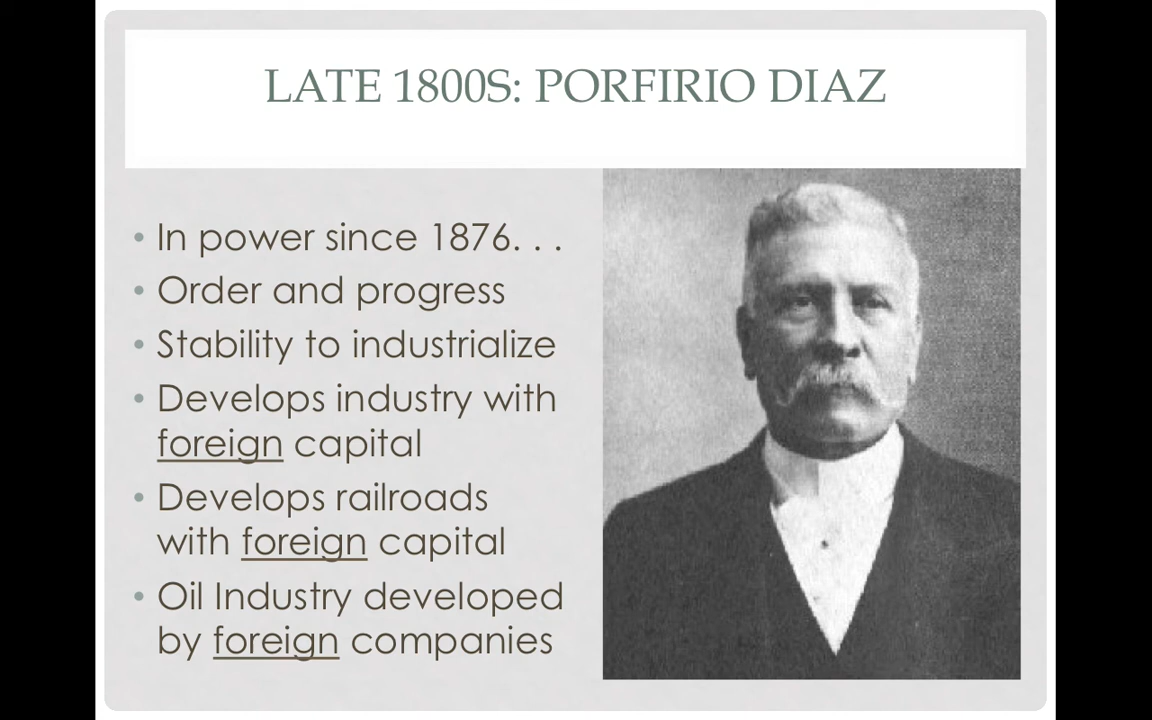 LATE 1800S: PORFIRIO DIAZ
• In power since 1876. . .
• Order and progress
• Stability to industrialize
• Develops industry with
foreign capital
• Develops railroads
with foreign capital
• Oil Industry developed
by foreign companies